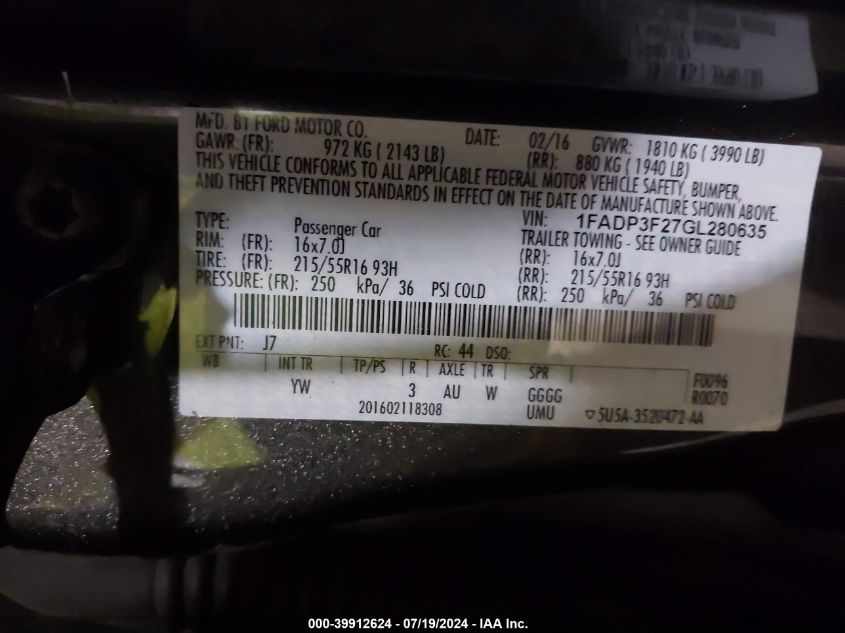 MFD. BY FORD MOTOR CO. DATE: 02/16 GVWR: 1810 KG ( 3990 LB)
GAWR: (FR): 972 KG ( 2143 LB) (RR): 880 KG ( 1940 LB)
THIS VEHICLE CONFORMS TO ALL APPLICABLE FEDERAL MOTOR VEHICLE SAFETY, BUMPER,
AND THEFT PREVENTION STANDARDS IN EFFECT ON THE DATE OF MANUFACTURE SHOWN ABOVE.
VIN: 1FADP3F27GL280635
TYPE: Passenger Car TRAILER TOWING - SEE OWNER GUIDE
RIM: (FR): 16x7.0J (RR): 16x7.0J
TIRE: (FR): 215/55R16 93H (RR): 215/55R16 93H
PRESSURE: (FR): 250 kPa/ 36 PSI COLD (RR): 250 kPa/ 36 PSI COLD
EXT PNT: J7 RC: 44 DSO:
WB INT TR TP/PS R AXLE TR SPR
YW 3 AU W GGGG F0096
R0070
201602118308 UMU ▽ 5U5A-3520472-AA
000-39912624 - 07/19/2024 - IAA Inc.